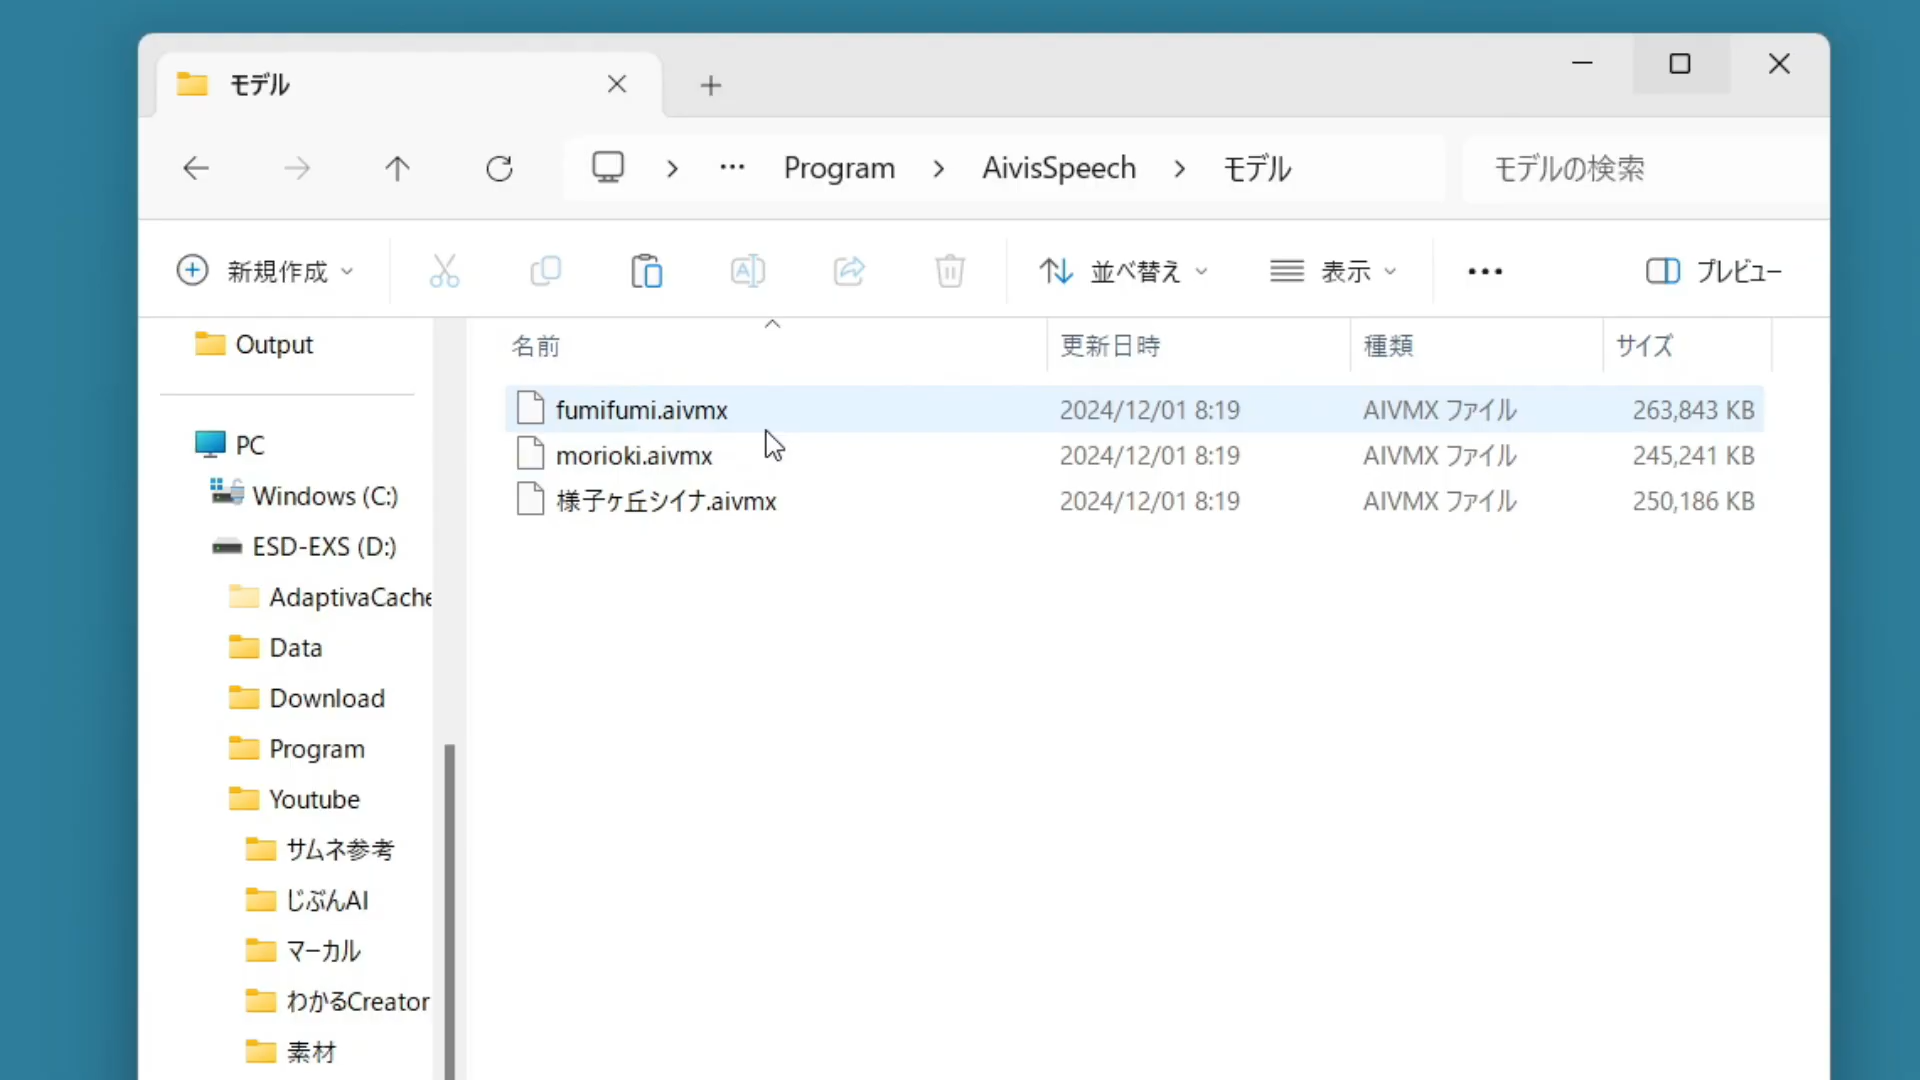 モデル
Program > AivisSpeech > モデル
モデルの検索
新規作成
並べ替え
表示
プレビュー
名前 更新日時 種類 サイズ
fumifumi.aivmx 2024/12/01 8:19 AIVMX ファイル 263,843 KB
morioki.aivmx 2024/12/01 8:19 AIVMX ファイル 245,241 KB
様子ヶ丘シイナ.aivmx 2024/12/01 8:19 AIVMX ファイル 250,186 KB
Output
PC
Windows (C:)
ESD-EXS (D:)
AdaptivaCache
Data
Download
Program
Youtube
サムネ参考
じぶんAI
マーカル
わかるCreator
素材